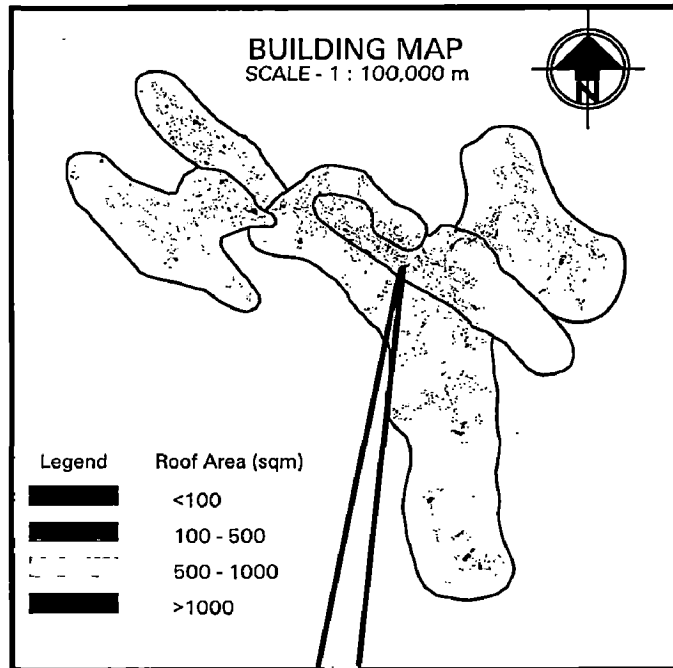 BUILDING MAP
SCALE - 1 : 100,000 m
N
Legend Roof Area (sqm)
<100
100 - 500
500 - 1000
>1000